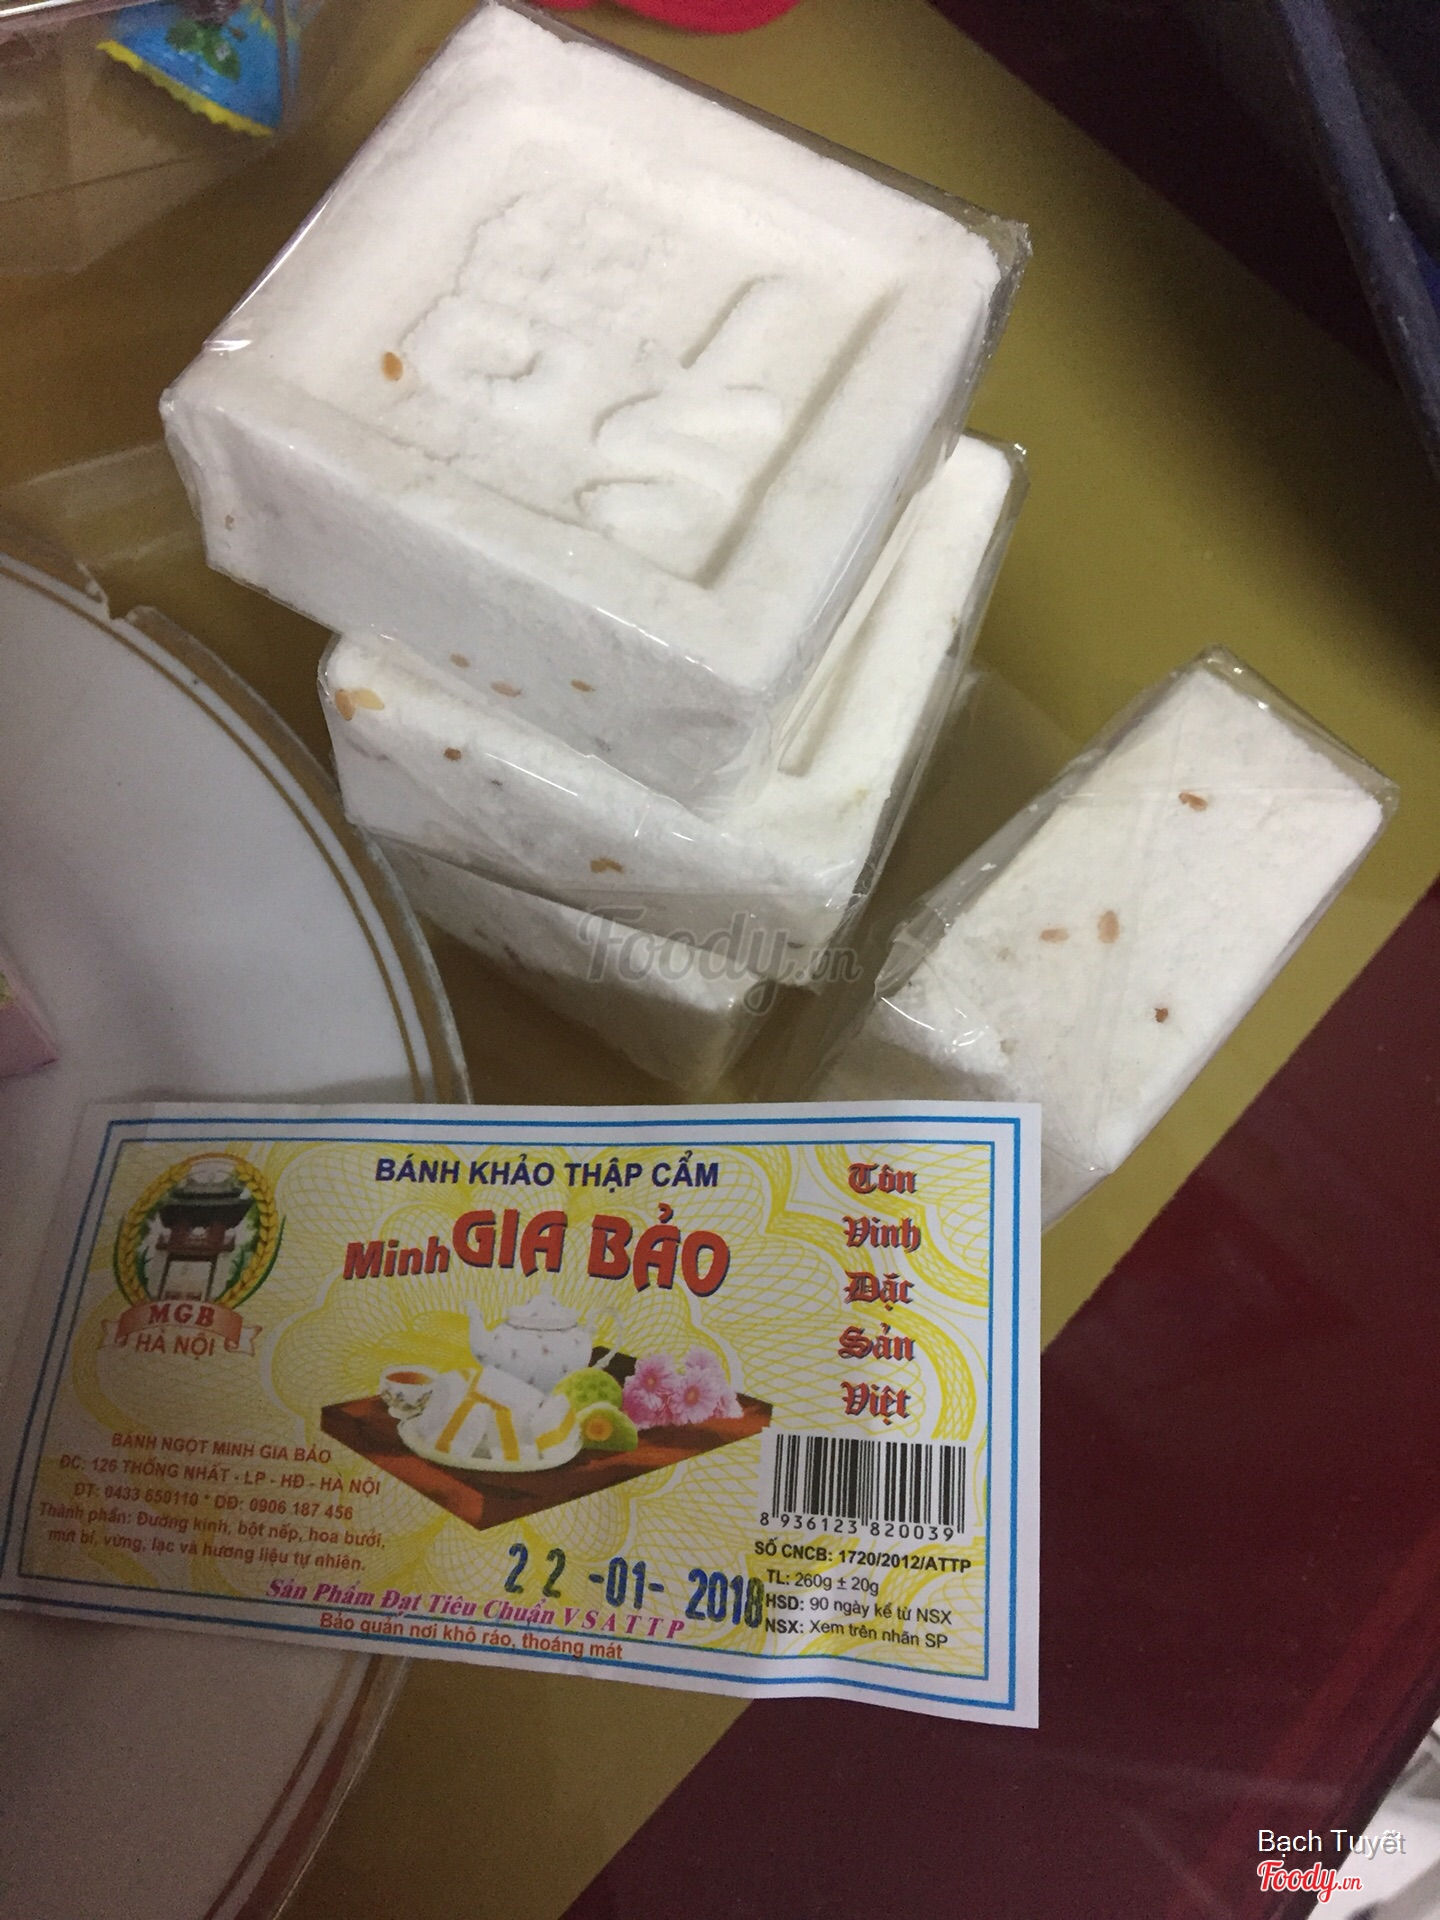 Foody.vn
BÁNH KHẢO THẬP CẨM
Minh GIA BẢO
Tôn
Vinh
Đặc
Sản
Việt
MGB
HÀ NỘI
BÁNH NGỌT MINH GIA BẢO
ĐC: 126 THỐNG NHẤT - LP - HĐ - HÀ NỘI
ĐT: 0433 650110 * DĐ: 0906 187 456
Thành phần: Đường kính, bột nếp, hoa bưởi,
mứt bí, vừng, lạc và hương liệu tự nhiên.
8 936123 820039
SỐ CNCB: 1720/2012/ATTP
TL: 260g ± 20g
HSD: 90 ngày kể từ NSX
NSX: Xem trên nhãn SP
22-01-2018
Sản Phẩm Đạt Tiêu Chuẩn V S A T T P
Bảo quản nơi khô ráo, thoáng mát
Bạch Tuyết
Foody.vn